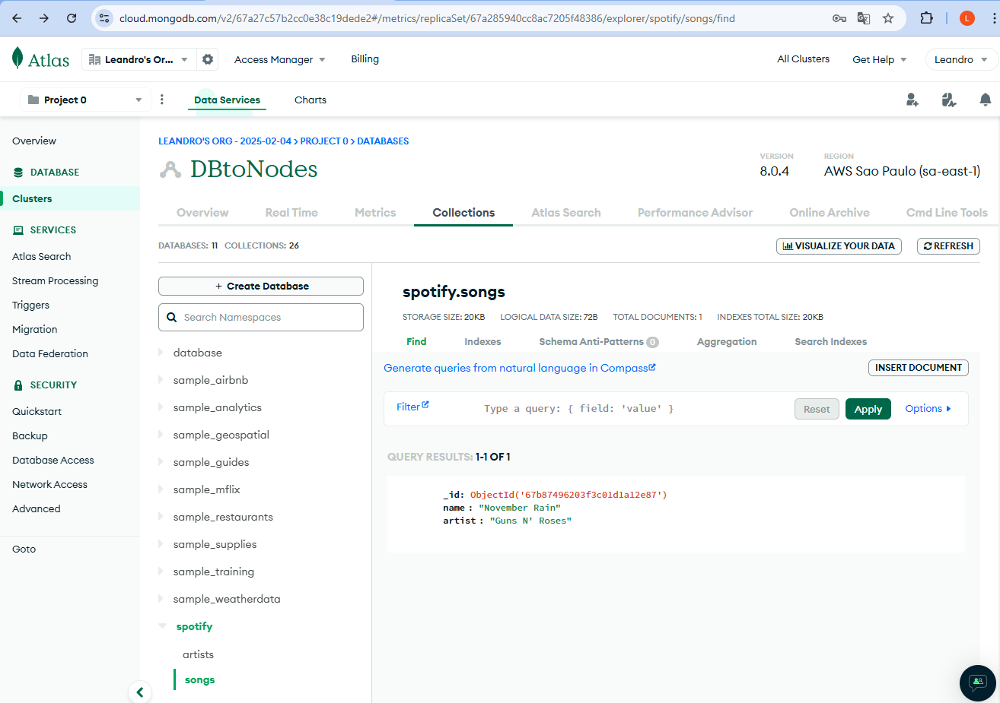 cloud.mongodb.com/v2/67a27c57b2cc0e38c19dede2#/metrics/replicaSet/67a285940cc8ac7205f48386/explorer/spotify/songs/find
L
Atlas
Leandro's Or...
Access Manager
Billing
All Clusters
Get Help
Leandro
Project 0
Data Services
Charts
Overview
DATABASE
Clusters
SERVICES
Atlas Search
Stream Processing
Triggers
Migration
Data Federation
SECURITY
Quickstart
Backup
Database Access
Network Access
Advanced
Goto
LEANDRO'S ORG - 2025-02-04 > PROJECT 0 > DATABASES
DBtoNodes
VERSION
8.0.4
REGION
AWS Sao Paulo (sa-east-1)
Overview
Real Time
Metrics
Collections
Atlas Search
Performance Advisor
Online Archive
Cmd Line Tools
DATABASES: 11 COLLECTIONS: 26
VISUALIZE YOUR DATA
REFRESH
+ Create Database
Search Namespaces
database
sample_airbnb
sample_analytics
sample_geospatial
sample_guides
sample_mflix
sample_restaurants
sample_supplies
sample_training
sample_weatherdata
spotify
artists
songs
spotify.songs
STORAGE SIZE: 20KB LOGICAL DATA SIZE: 72B TOTAL DOCUMENTS: 1 INDEXES TOTAL SIZE: 20KB
Find
Indexes
Schema Anti-Patterns 0
Aggregation
Search Indexes
Generate queries from natural language in Compass
INSERT DOCUMENT
Filter
Type a query: { field: 'value' }
Reset
Apply
Options
QUERY RESULTS: 1-1 OF 1
_id: ObjectId('67b87496203f3c01d1a12e87')
name : "November Rain"
artist : "Guns N' Roses"